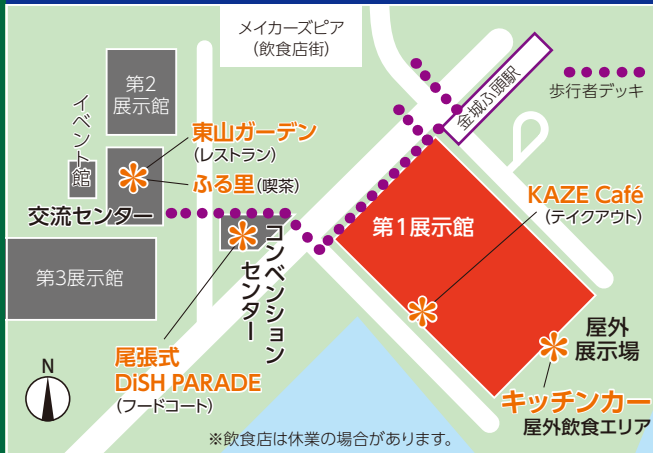 メイカーズピア
(飲食店街)
第2
展示館
イベント館
東山ガーデン
(レストラン)
ふる里(喫茶)
交流センター
第3展示館
コンベンション
センター
尾張式
DiSH PARADE
(フードコート)
金城ふ頭駅
歩行者デッキ
第1展示館
KAZE Café
(テイクアウト)
屋外
展示場
キッチンカー
屋外飲食エリア
N
※飲食店は休業の場合があります。